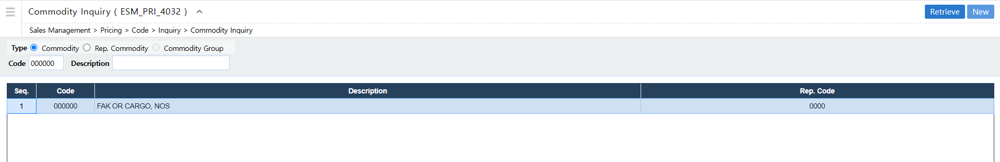 Commodity Inquiry ( ESM_PRI_4032 )
Retrieve New
Sales Management > Pricing > Code > Inquiry > Commodity Inquiry
Type Commodity Rep. Commodity Commodity Group
Code 000000 Description
Seq. Code Description Rep. Code
1 000000 FAK OR CARGO, NOS 0000